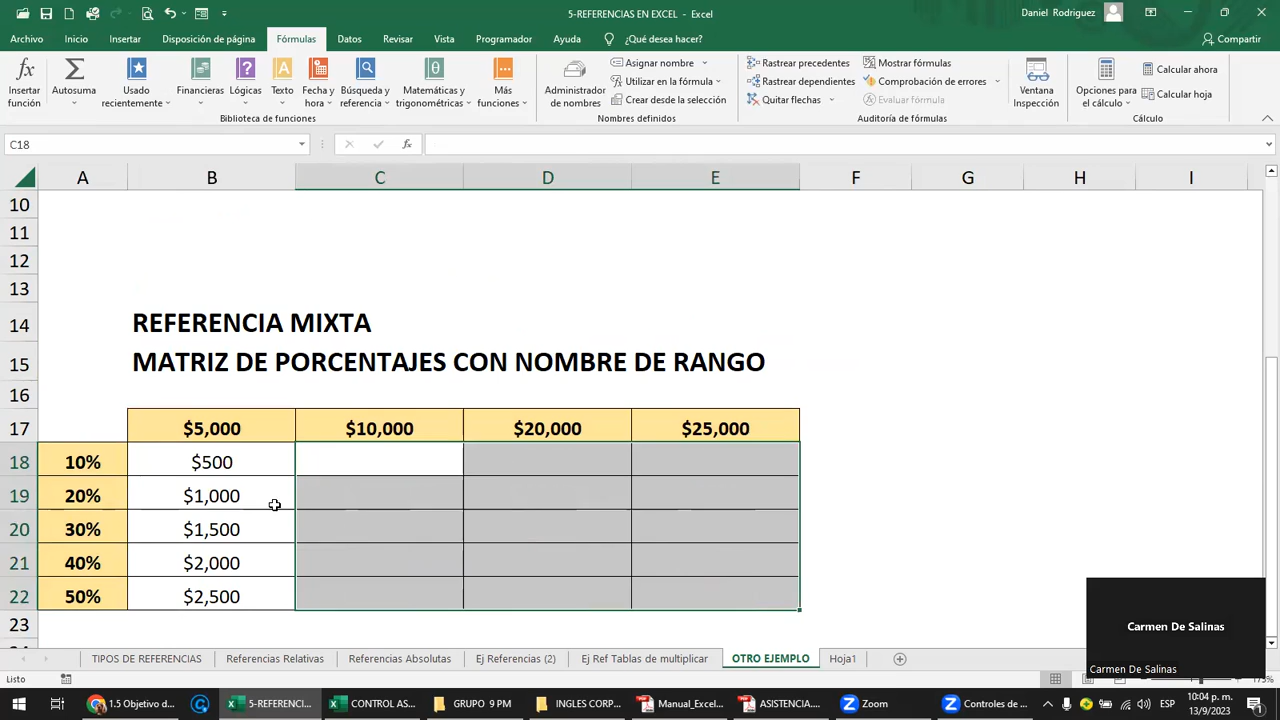 5-REFERENCIAS EN EXCEL - Excel
Daniel Rodriguez
Archivo Inicio Insertar Disposición de página Fórmulas Datos Revisar Vista Programador Ayuda ¿Qué desea hacer? Compartir
Insertar función
Autosuma
Usado recientemente
Financieras
Lógicas
Texto
Fecha y hora
Búsqueda y referencia
Matemáticas y trigonométricas
Más funciones
Biblioteca de funciones
Administrador de nombres
Asignar nombre
Utilizar en la fórmula
Crear desde la selección
Nombres definidos
Rastrear precedentes
Rastrear dependientes
Quitar flechas
Mostrar fórmulas
Comprobación de errores
Evaluar fórmula
Auditoría de fórmulas
Ventana Inspección
Opciones para el cálculo
Calcular ahora
Calcular hoja
Cálculo
C18
A B C D E F G H I
10
11
12
13
14 REFERENCIA MIXTA
15 MATRIZ DE PORCENTAJES CON NOMBRE DE RANGO
16
17 $5,000 $10,000 $20,000 $25,000
18 10% $500
19 20% $1,000
20 30% $1,500
21 40% $2,000
22 50% $2,500
23
Carmen De Salinas
Carmen De Salinas
TIPOS DE REFERENCIAS Referencias Relativas Referencias Absolutas Ej Referencias (2) Ej Ref Tablas de multiplicar OTRO EJEMPLO Hoja1
Listo
1.5 Objetivo d... 5-REFERENCI... CONTROL AS... GRUPO 9 PM INGLES CORP... Manual_Exce... ASISTENCIA.... Zoom Controles de ...
10:04 p. m.
13/9/2023